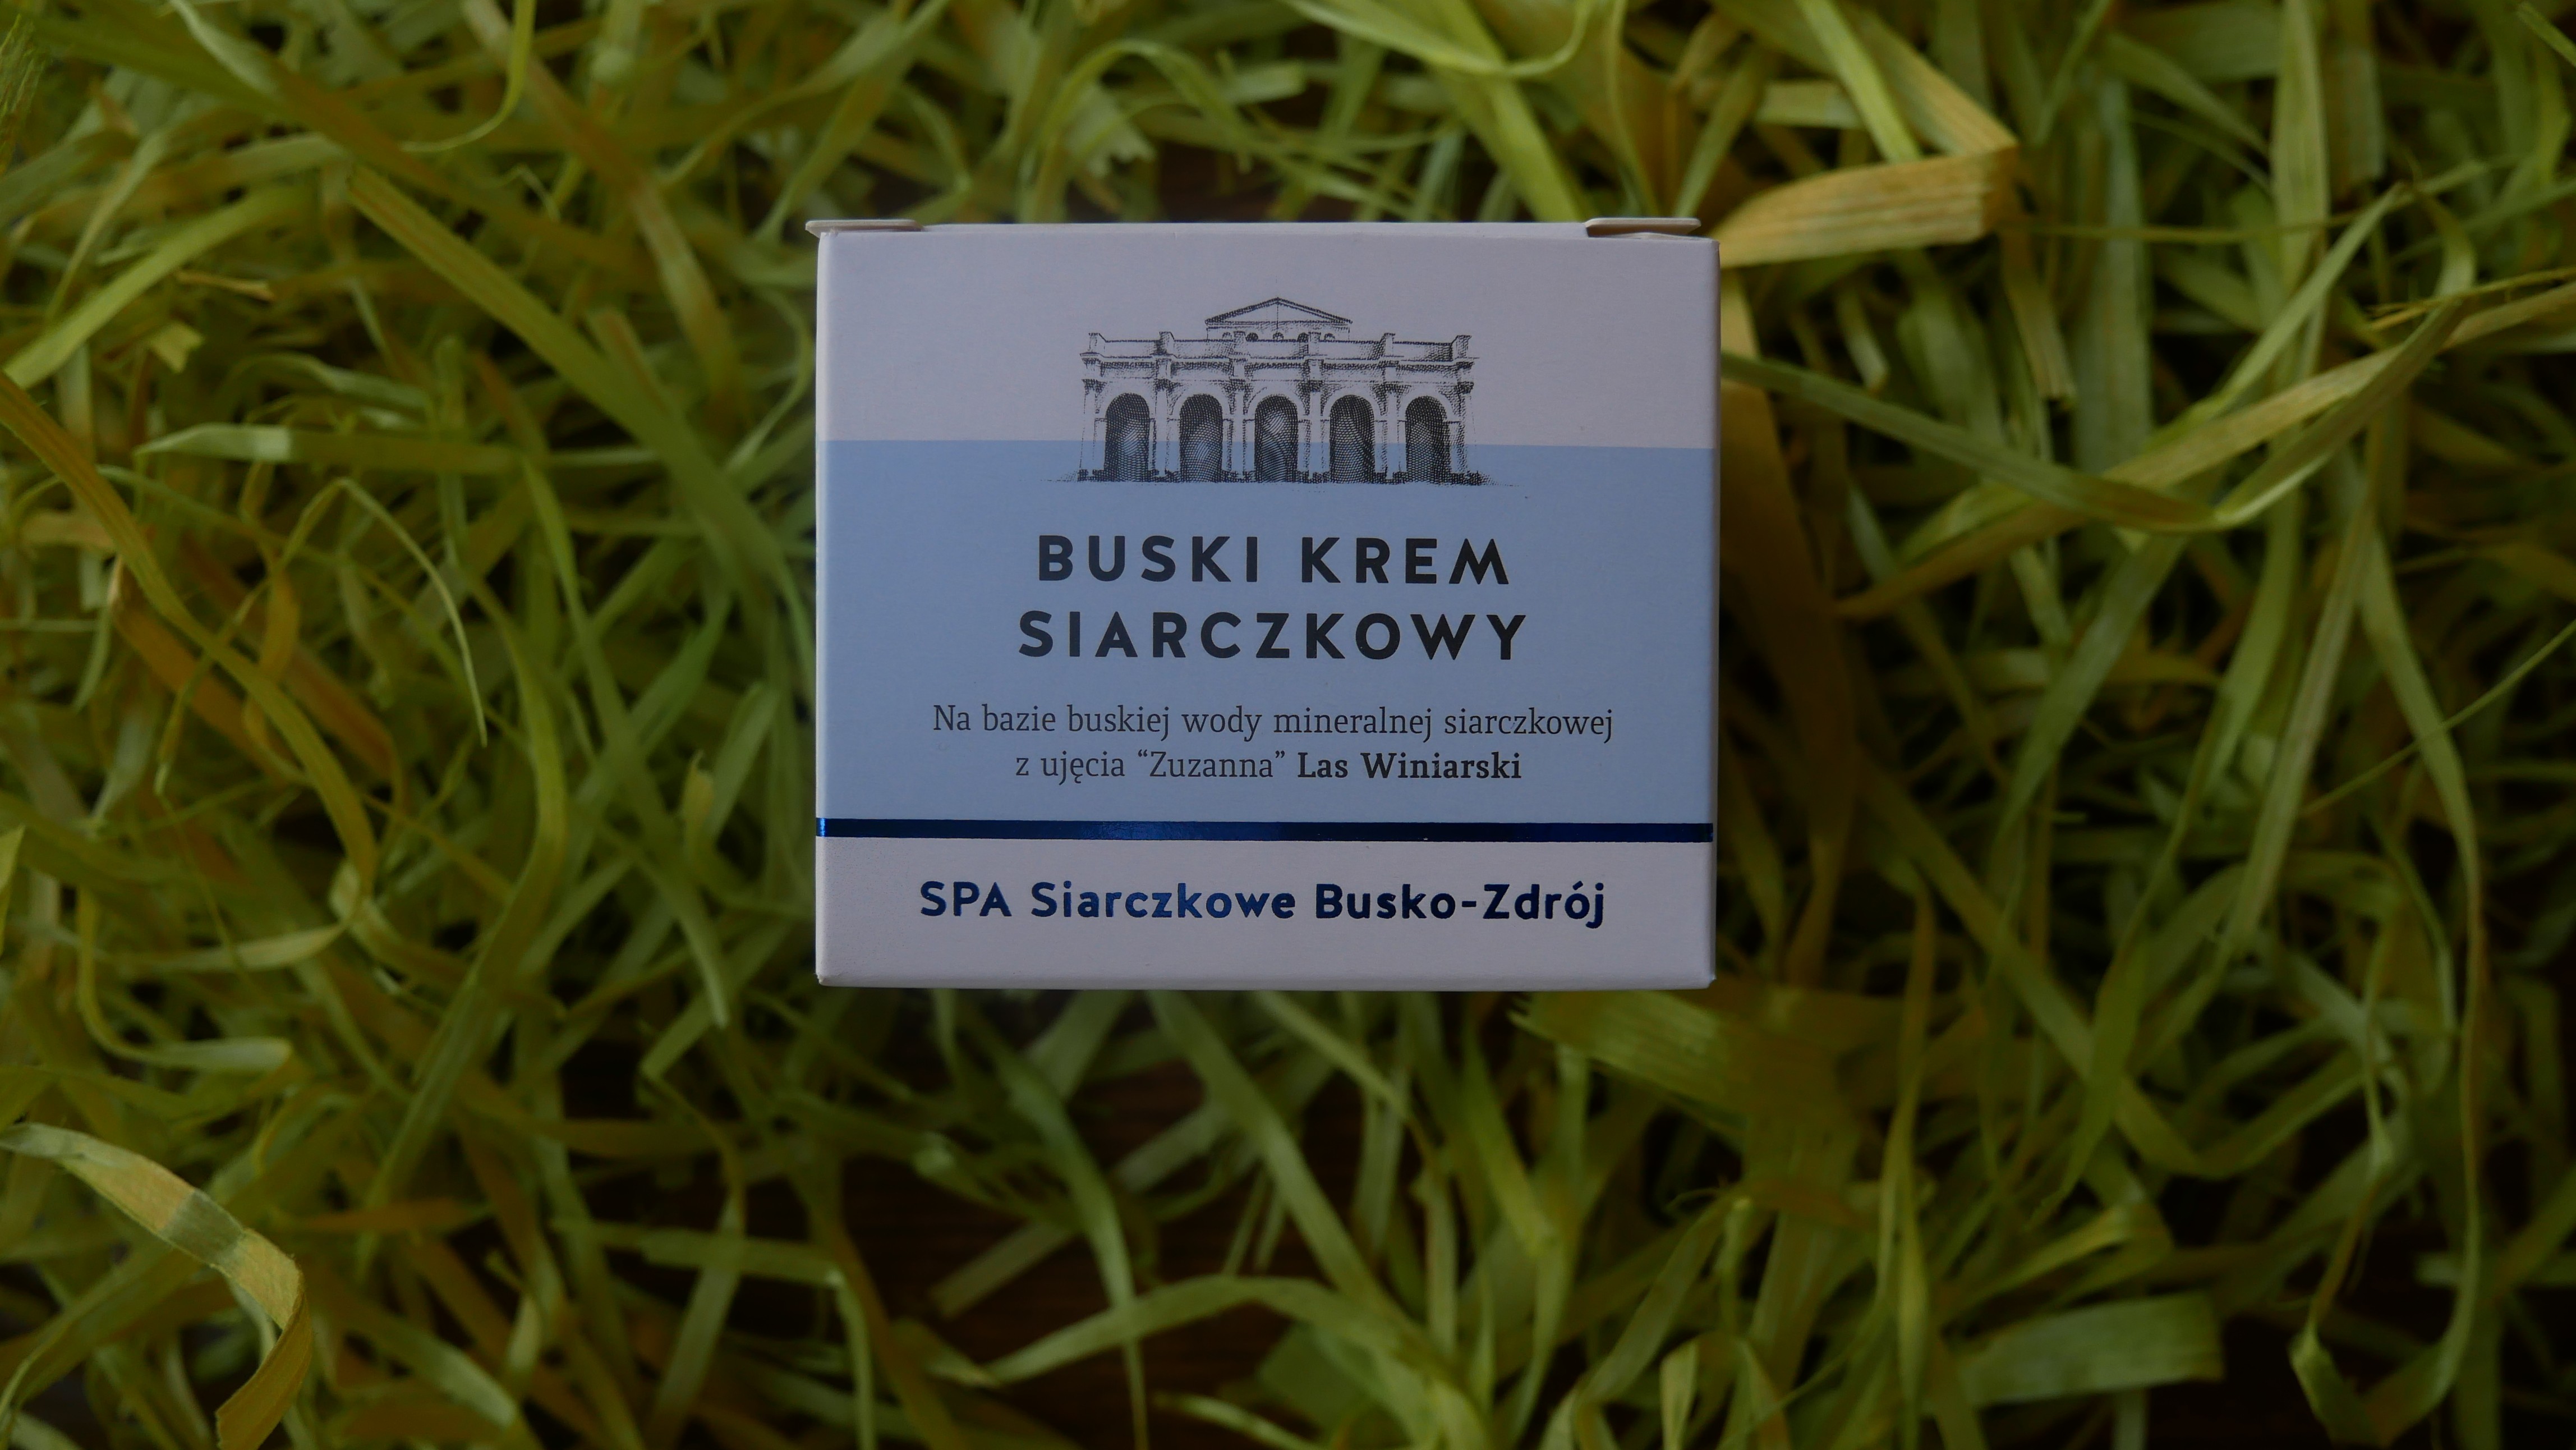 BUSKI KREM
SIARCZKOWY
Na bazie buskiej wody mineralnej siarczkowej
z ujęcia “Zuzanna” Las Winiarski
SPA Siarczkowe Busko-Zdrój